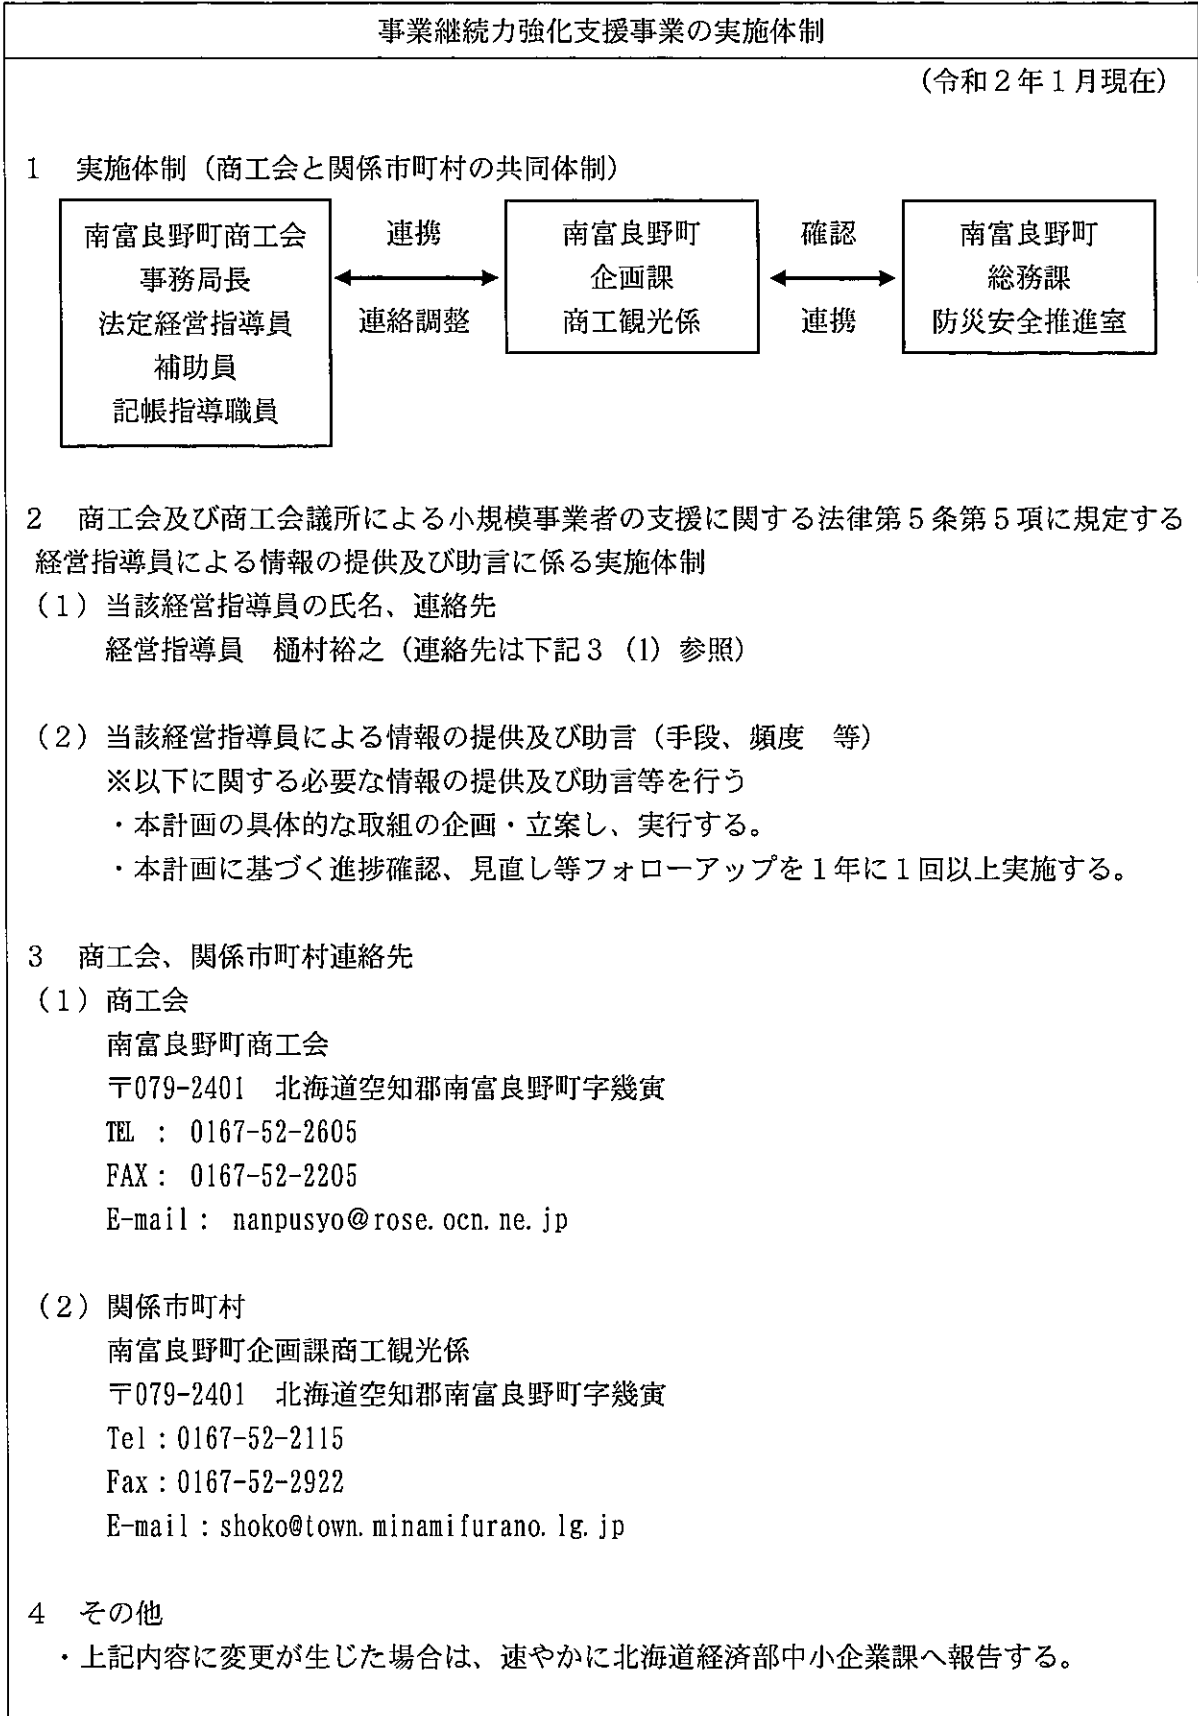 事業継続力強化支援事業の実施体制
(令和2年1月現在)
1 実施体制(商工会と関係市町村の共同体制)
南富良野町商工会
事務局長
法定経営指導員
補助員
記帳指導職員
連携
連絡調整
南富良野町
企画課
商工観光係
確認
連携
南富良野町
総務課
防災安全推進室
2 商工会及び商工会議所による小規模事業者の支援に関する法律第5条第5項に規定する
経営指導員による情報の提供及び助言に係る実施体制
(1)当該経営指導員の氏名、連絡先
経営指導員 樋村裕之(連絡先は下記3 (1) 参照)
(2)当該経営指導員による情報の提供及び助言(手段、頻度 等)
※以下に関する必要な情報の提供及び助言等を行う
・本計画の具体的な取組の企画・立案し、実行する。
・本計画に基づく進捗確認、見直し等フォローアップを1年に1回以上実施する。
3 商工会、関係市町村連絡先
(1)商工会
南富良野町商工会
〒079-2401 北海道空知郡南富良野町字幾寅
℡ : 0167-52-2605
FAX: 0167-52-2205
E-mail: nanpusyo@rose.ocn.ne.jp
(2)関係市町村
南富良野町企画課商工観光係
〒079-2401 北海道空知郡南富良野町字幾寅
Tel:0167-52-2115
Fax:0167-52-2922
E-mail:shoko@town.minamifurano.lg.jp
4 その他
・上記内容に変更が生じた場合は、速やかに北海道経済部中小企業課へ報告する。